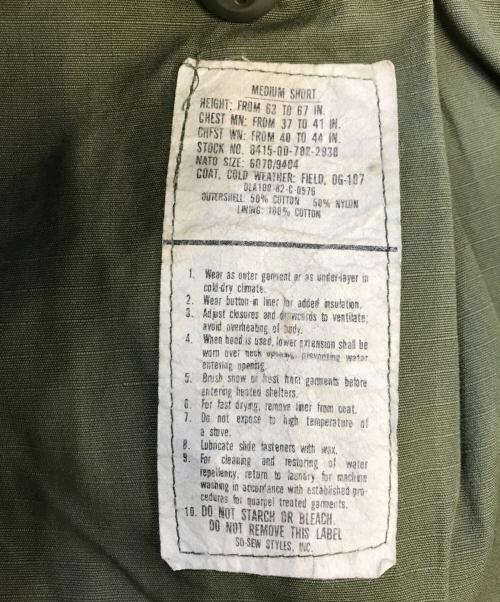 MEDIUM SHORT
HEIGHT: FROM 63 TO 67 IN.
CHEST MN: FROM 37 TO 41 IN.
CHEST WN: FROM 40 TO 44 IN.
STOCK NO. 8415-00-782-2938
NATO SIZE: 6070/9404
COAT, COLD WEATHER: FIELD, OG-107
DLA100-82-C-0576
OUTERSHELL: 50% COTTON 50% NYLON
LINING: 100% COTTON
1. Wear as outer garment or as under-layer in
cold-dry climate.
2. Wear button-in liner for added insulation.
3. Adjust closures and drawcords to ventilate;
avoid overheating of body.
4. When hood is used, lower extension shall be
worn over neck opening, preventing water
entering opening.
5. Brush snow or frost from garments before
entering heated shelters.
6. For fast drying, remove liner from coat.
7. Do not expose to high temperature of
a stove.
8. Lubricate slide fasteners with wax.
9. For cleaning and restoring of water
repellency, return to laundry for machine
washing in accordance with established pro-
cedures for quarpel treated garments.
10. DO NOT STARCH OR BLEACH
DO NOT REMOVE THIS LABEL
SO-SEW STYLES, INC.